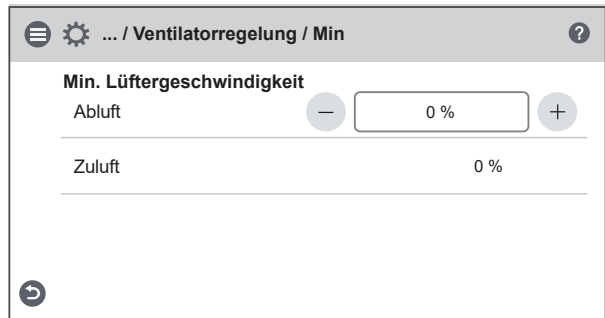 ... / Ventilatorregelung / Min ?
Min. Lüftergeschwindigkeit
Abluft − 0 % +
Zuluft 0 %